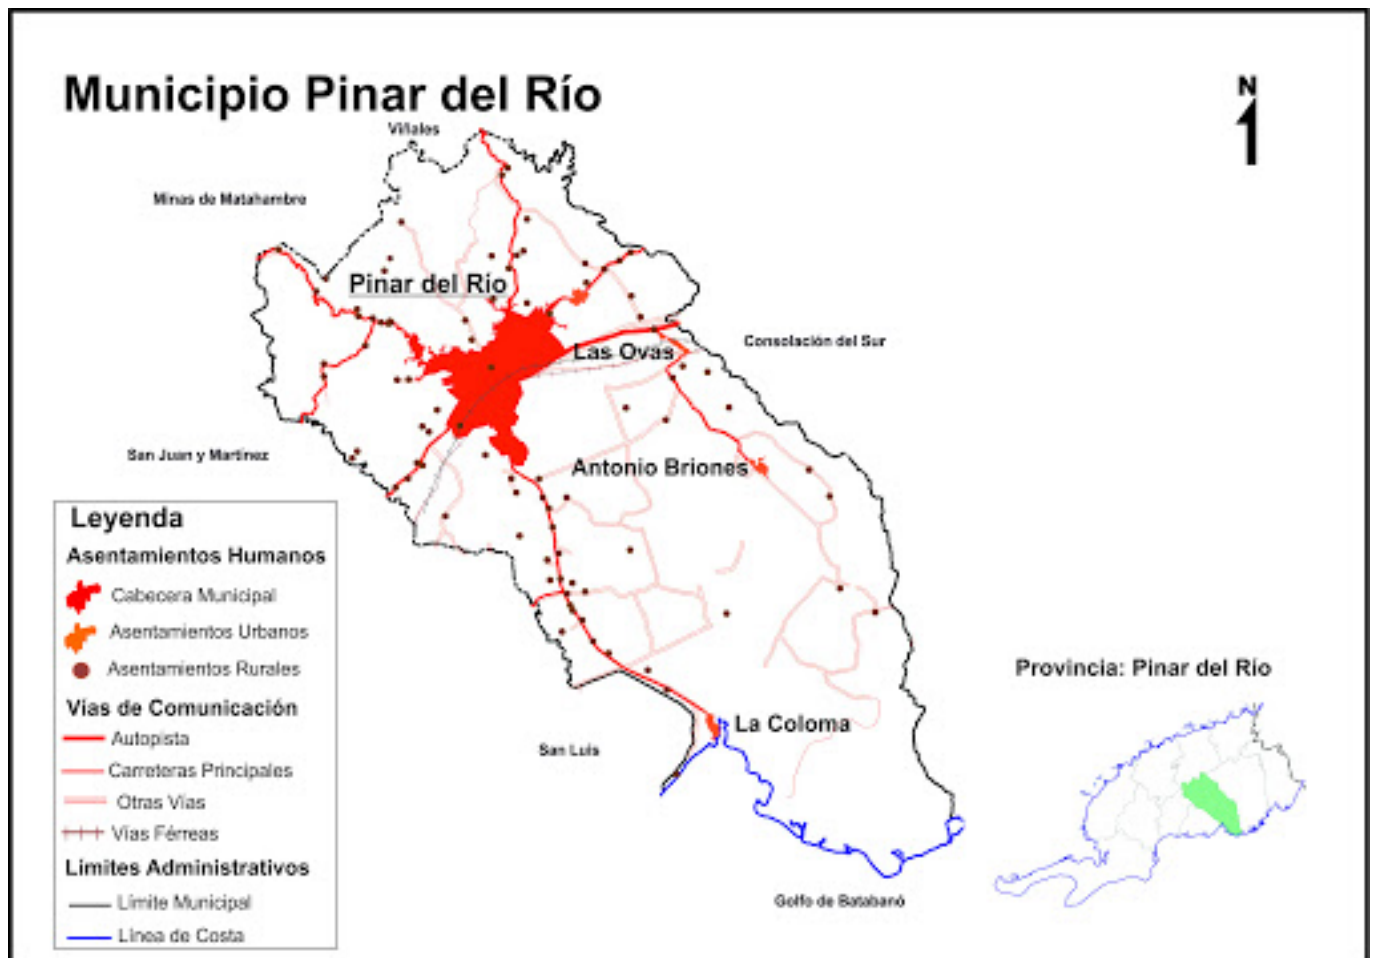 Municipio Pinar del Río
N
Viñales
Minas de Matahambre
Pinar del Río
Consolación del Sur
Las Ovas
San Juan y Martínez
Antonio Briones
Leyenda
Asentamientos Humanos
Cabecera Municipal
Asentamientos Urbanos
Asentamientos Rurales
Vías de Comunicación
Autopista
Carreteras Principales
Otras Vías
Vías Férreas
Límites Administrativos
Límite Municipal
Línea de Costa
La Coloma
San Luis
Golfo de Batabanó
Provincia: Pinar del Río